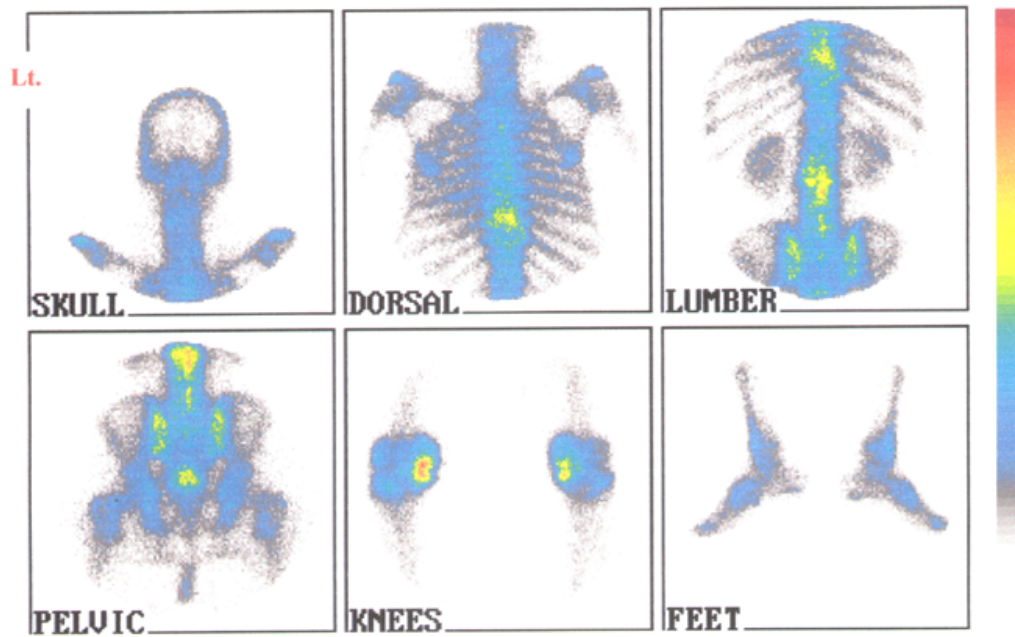 Lt.
SKULL
DORSAL
LUMBER
PELVIC
KNEES
FEET